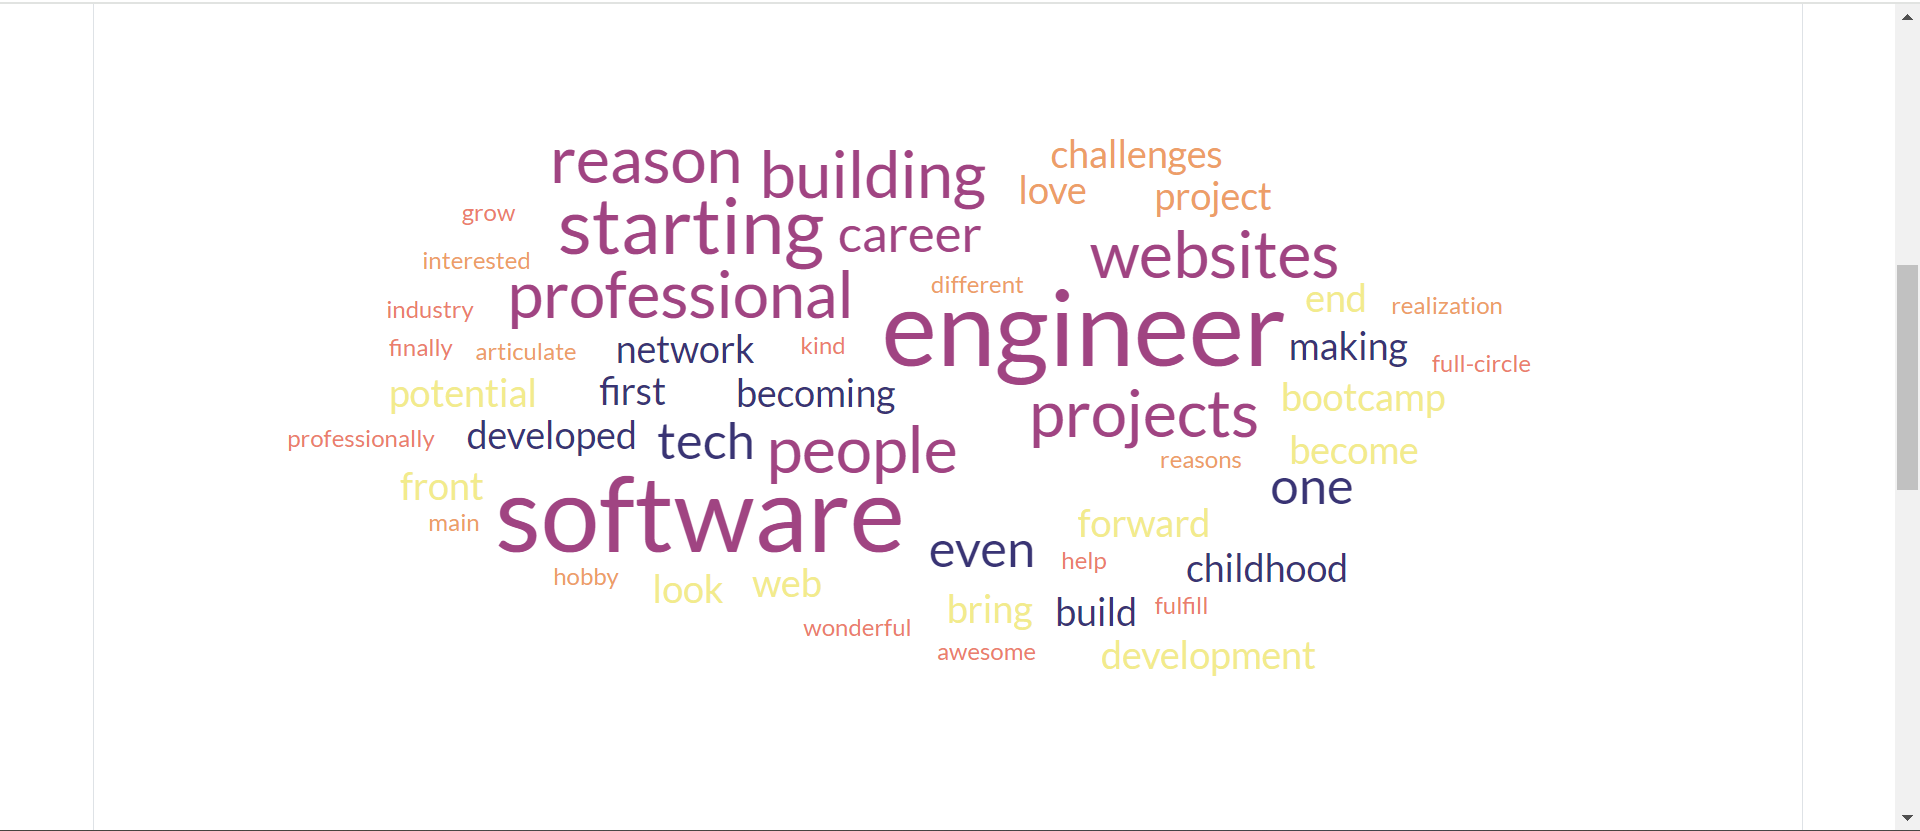 reason building challenges
love project
grow starting career
interested professional different websites
industry engineer end realization
finally articulate network kind making full-circle
potential first becoming projects bootcamp
professionally developed tech people reasons become
front software one
main even forward
hobby look web help childhood
wonderful bring build fulfill
awesome development